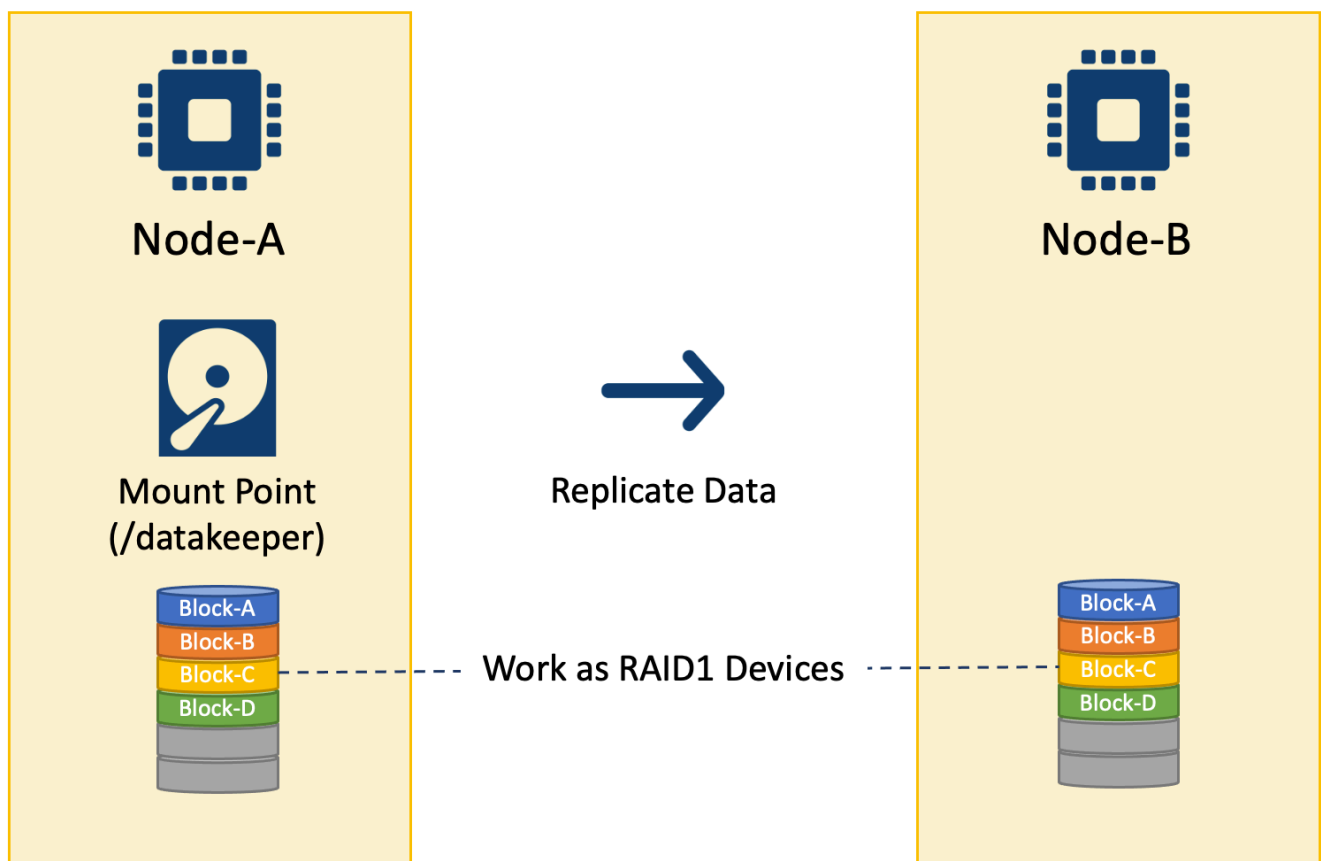 Node-A
Node-B
Mount Point
(/datakeeper)
Replicate Data
Block-A
Block-B
Block-C
Block-D
Work as RAID1 Devices
Block-A
Block-B
Block-C
Block-D